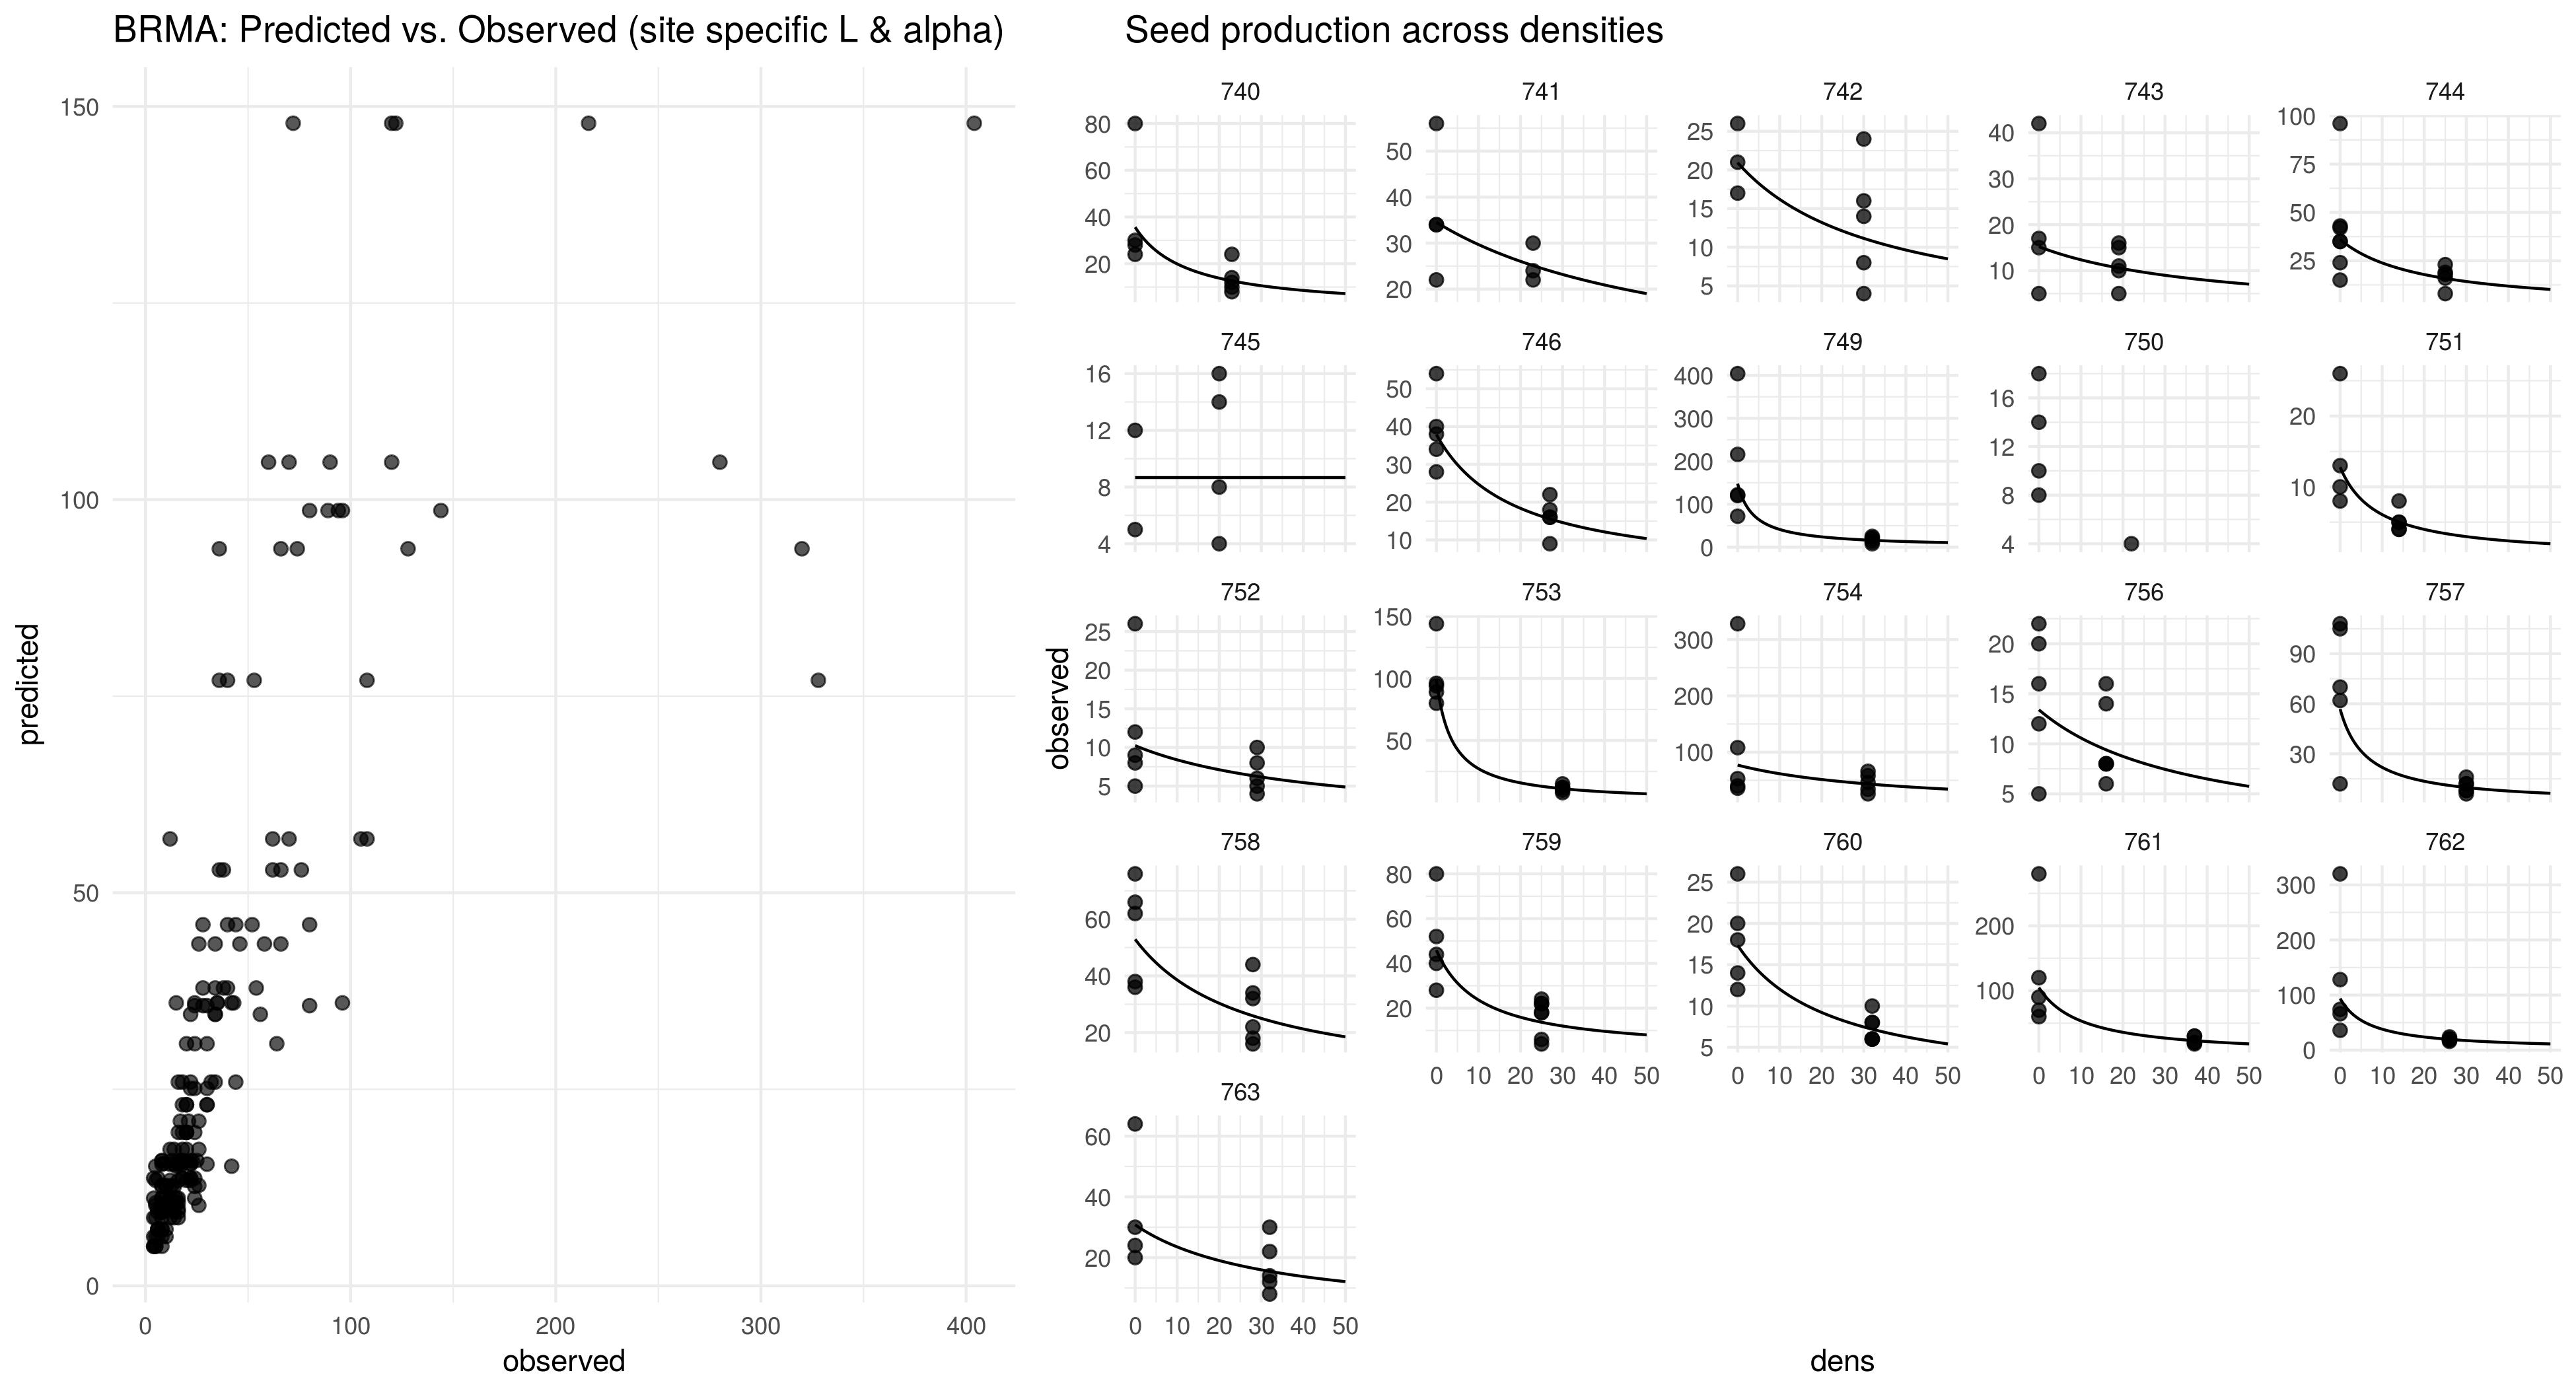 BRMA: Predicted vs. Observed (site specific L & alpha)
150
100
50
0
predicted
0 100 200 300 400
observed
Seed production across densities
observed
740 741 742 743 744
80 60 40 20
50 40 30 20
25 20 15 10 5
40 30 20 10
100 75 50 25
745 746 749 750 751
16 12 8 4
50 40 30 20 10
400 300 200 100 0
16 12 8 4
20 10
752 753 754 756 757
25 20 15 10 5
150 100 50
300 200 100
20 15 10 5
90 60 30
758 759 760 761 762
60 40 20
80 60 40 20
25 20 15 10 5
200 100
300 200 100 0
0 10 20 30 40 50
0 10 20 30 40 50
0 10 20 30 40 50
0 10 20 30 40 50
763
60 40 20
0 10 20 30 40 50
dens